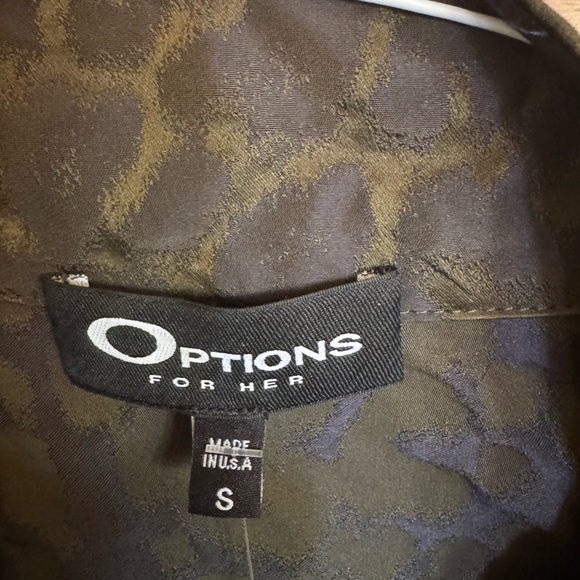 OPTIONS
FOR HER
MADE
IN U.S.A
S